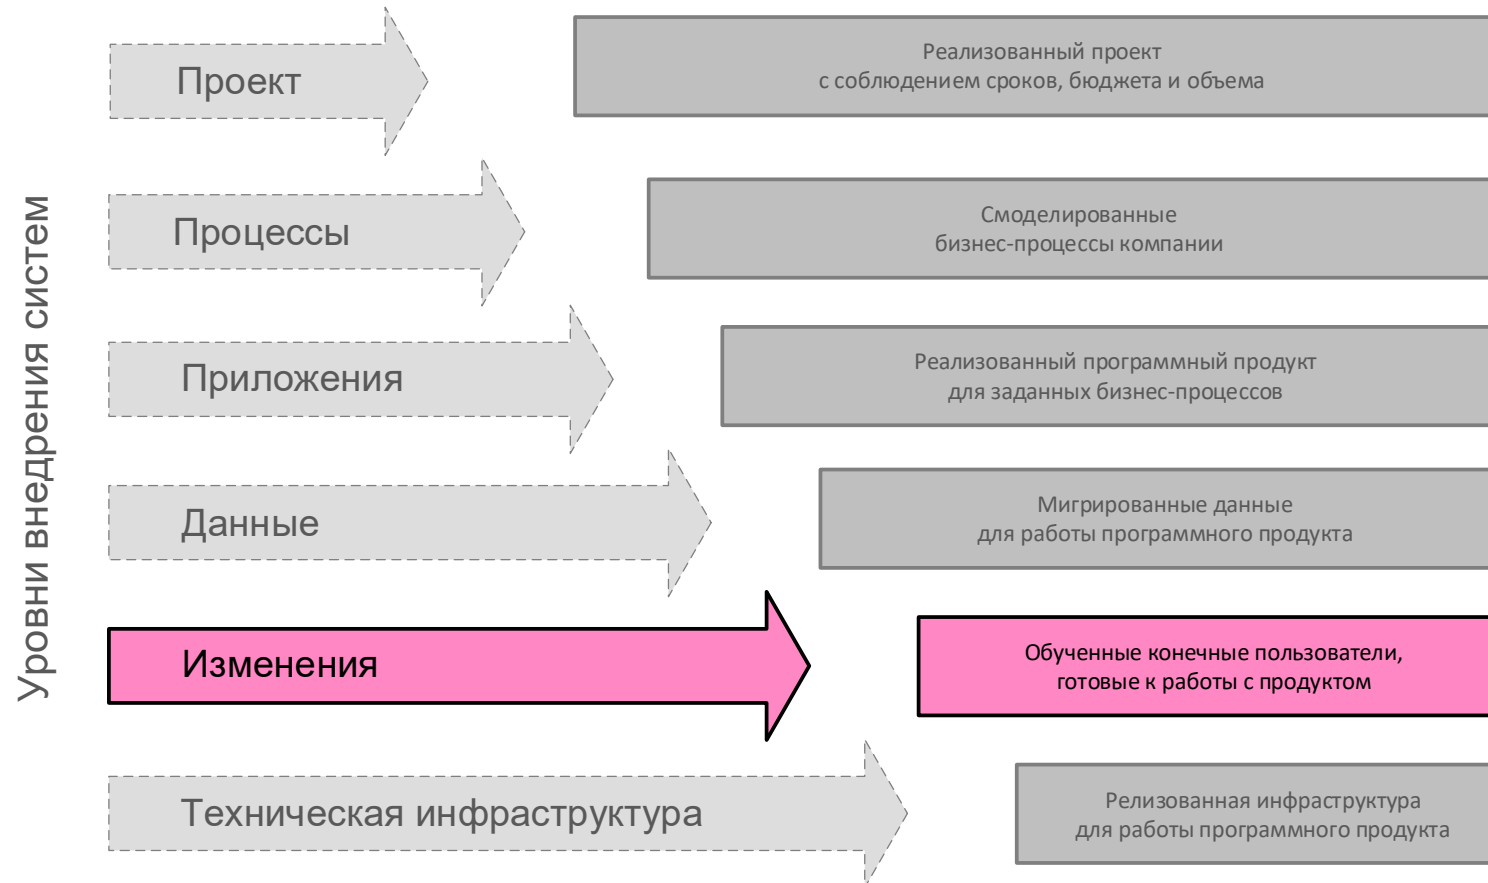 Уровни внедрения систем
Проект
Реализованный проект
с соблюдением сроков, бюджета и объема
Процессы
Смоделированные
бизнес-процессы компании
Приложения
Реализованный программный продукт
для заданных бизнес-процессов
Данные
Мигрированные данные
для работы программного продукта
Изменения
Обученные конечные пользователи,
готовые к работы с продуктом
Техническая инфраструктура
Релизованная инфраструктура
для работы программного продукта